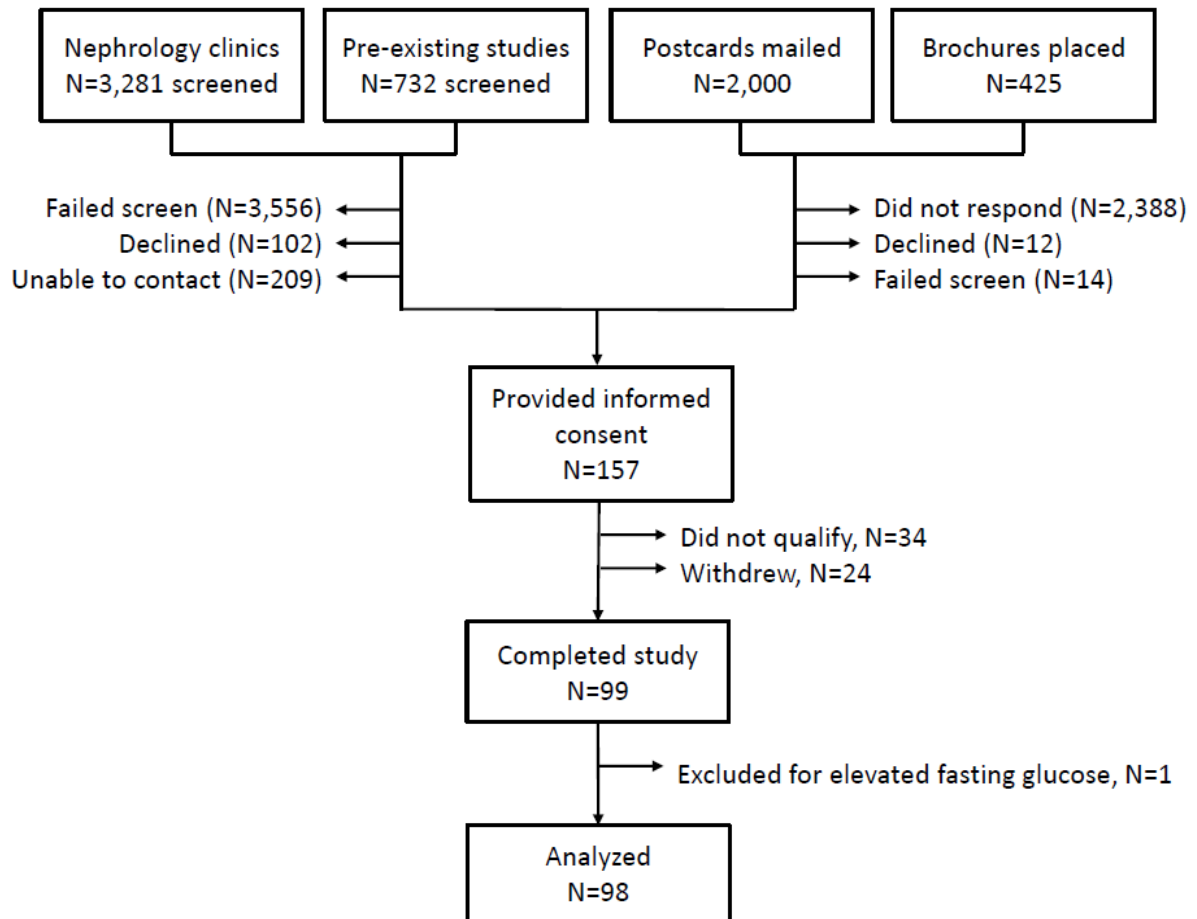 Nephrology clinics
N=3,281 screened
Pre-existing studies
N=732 screened
Postcards mailed
N=2,000
Brochures placed
N=425
Failed screen (N=3,556)
Declined (N=102)
Unable to contact (N=209)
Did not respond (N=2,388)
Declined (N=12)
Failed screen (N=14)
Provided informed
consent
N=157
Did not qualify, N=34
Withdrew, N=24
Completed study
N=99
Excluded for elevated fasting glucose, N=1
Analyzed
N=98